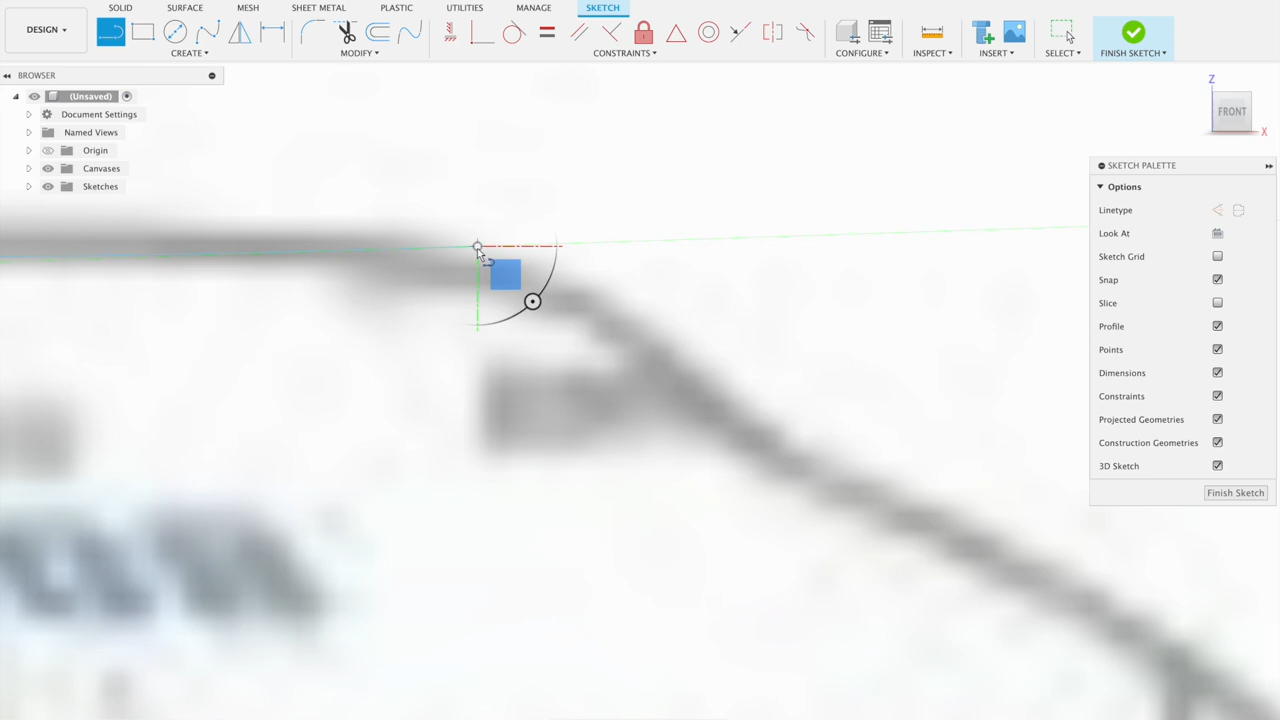 SOLID SURFACE MESH SHEET METAL PLASTIC UTILITIES MANAGE SKETCH
DESIGN
CREATE MODIFY CONSTRAINTS CONFIGURE INSPECT INSERT SELECT FINISH SKETCH
BROWSER
(Unsaved)
Document Settings
Named Views
Origin
Canvases
Sketches
Z
FRONT
X
SKETCH PALETTE
Options
Linetype
Look At
Sketch Grid
Snap
Slice
Profile
Points
Dimensions
Constraints
Projected Geometries
Construction Geometries
3D Sketch
Finish Sketch